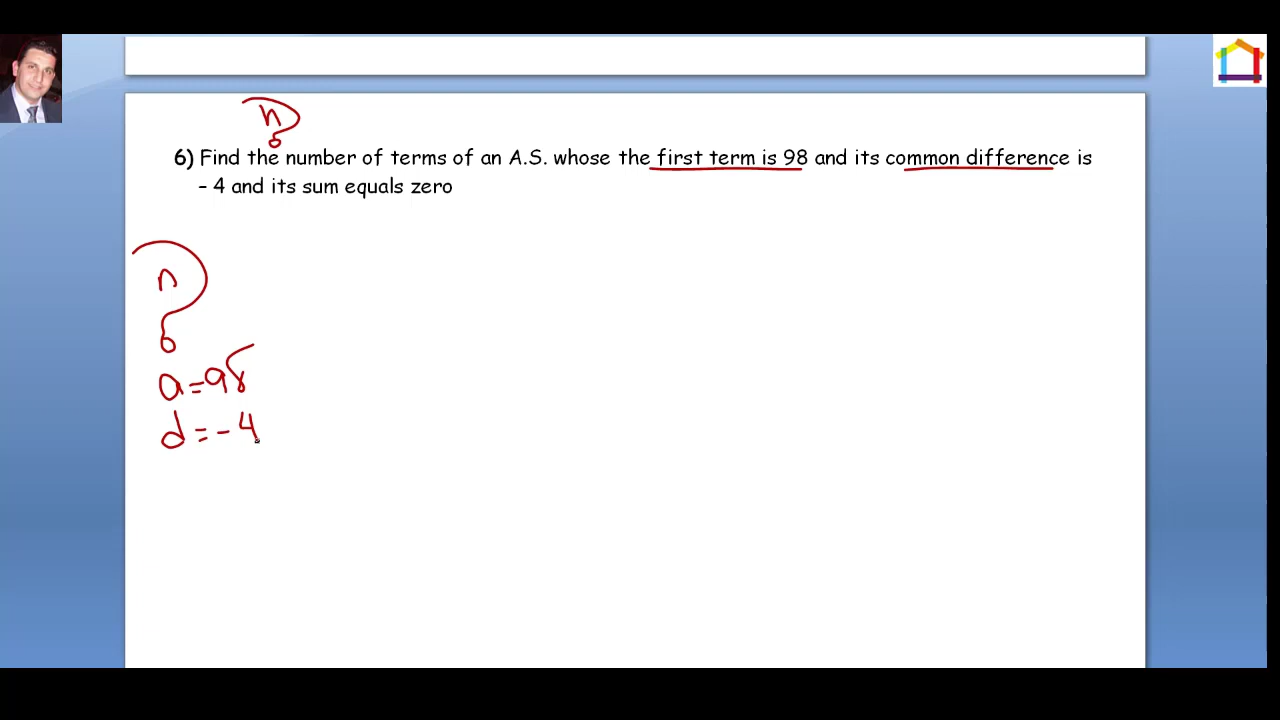 n
6) Find the number of terms of an A.S. whose the first term is 98 and its common difference is
– 4 and its sum equals zero
n
a=98
d=-4